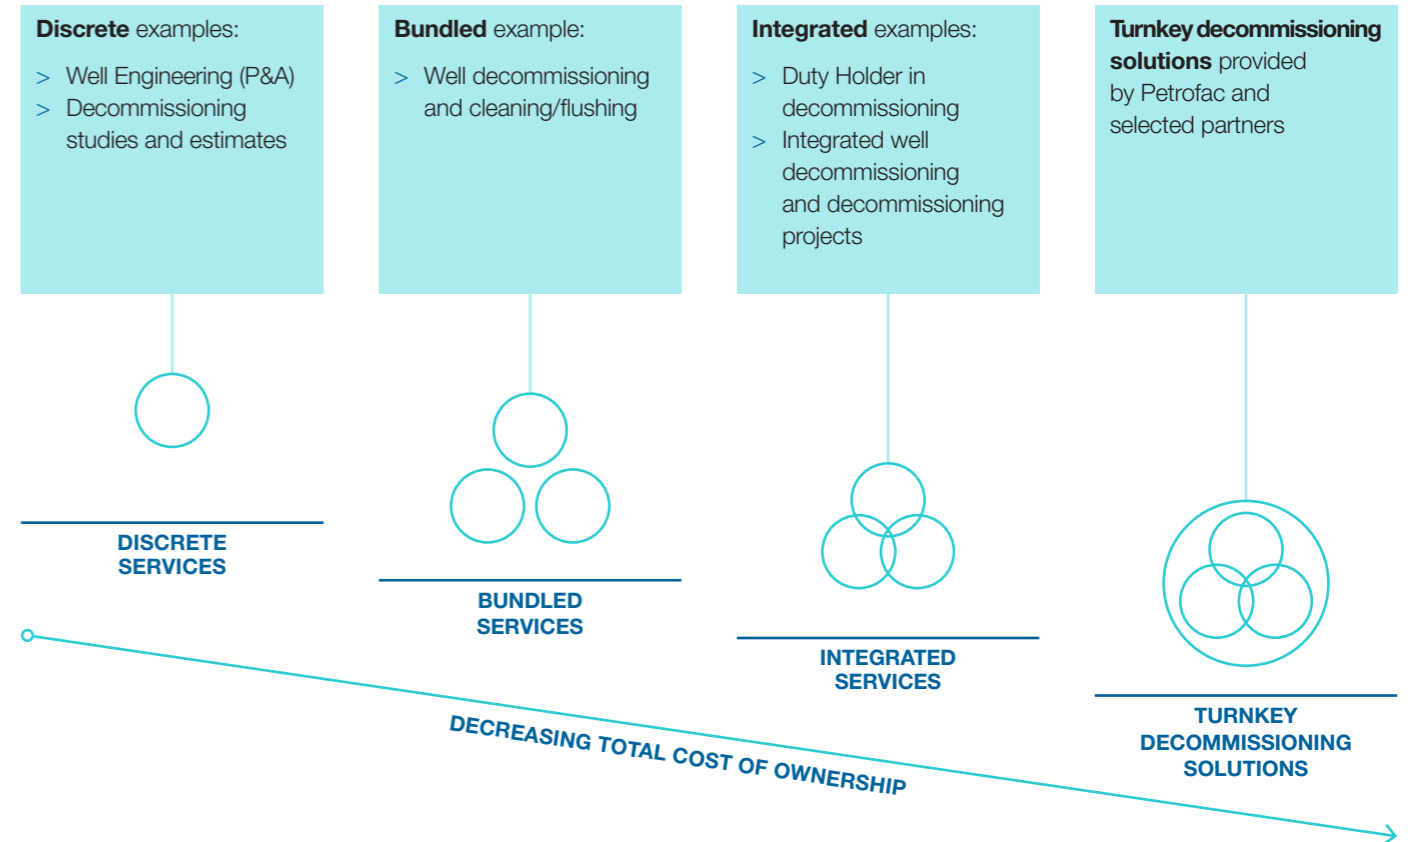 Discrete examples:
> Well Engineering (P&A)
> Decommissioning
studies and estimates
Bundled example:
> Well decommissioning
and cleaning/flushing
Integrated examples:
> Duty Holder in
decommissioning
> Integrated well
decommissioning
and decommissioning
projects
Turnkey decommissioning
solutions provided
by Petrofac and
selected partners
DISCRETE
SERVICES
BUNDLED
SERVICES
INTEGRATED
SERVICES
TURNKEY
DECOMMISSIONING
SOLUTIONS
DECREASING TOTAL COST OF OWNERSHIP